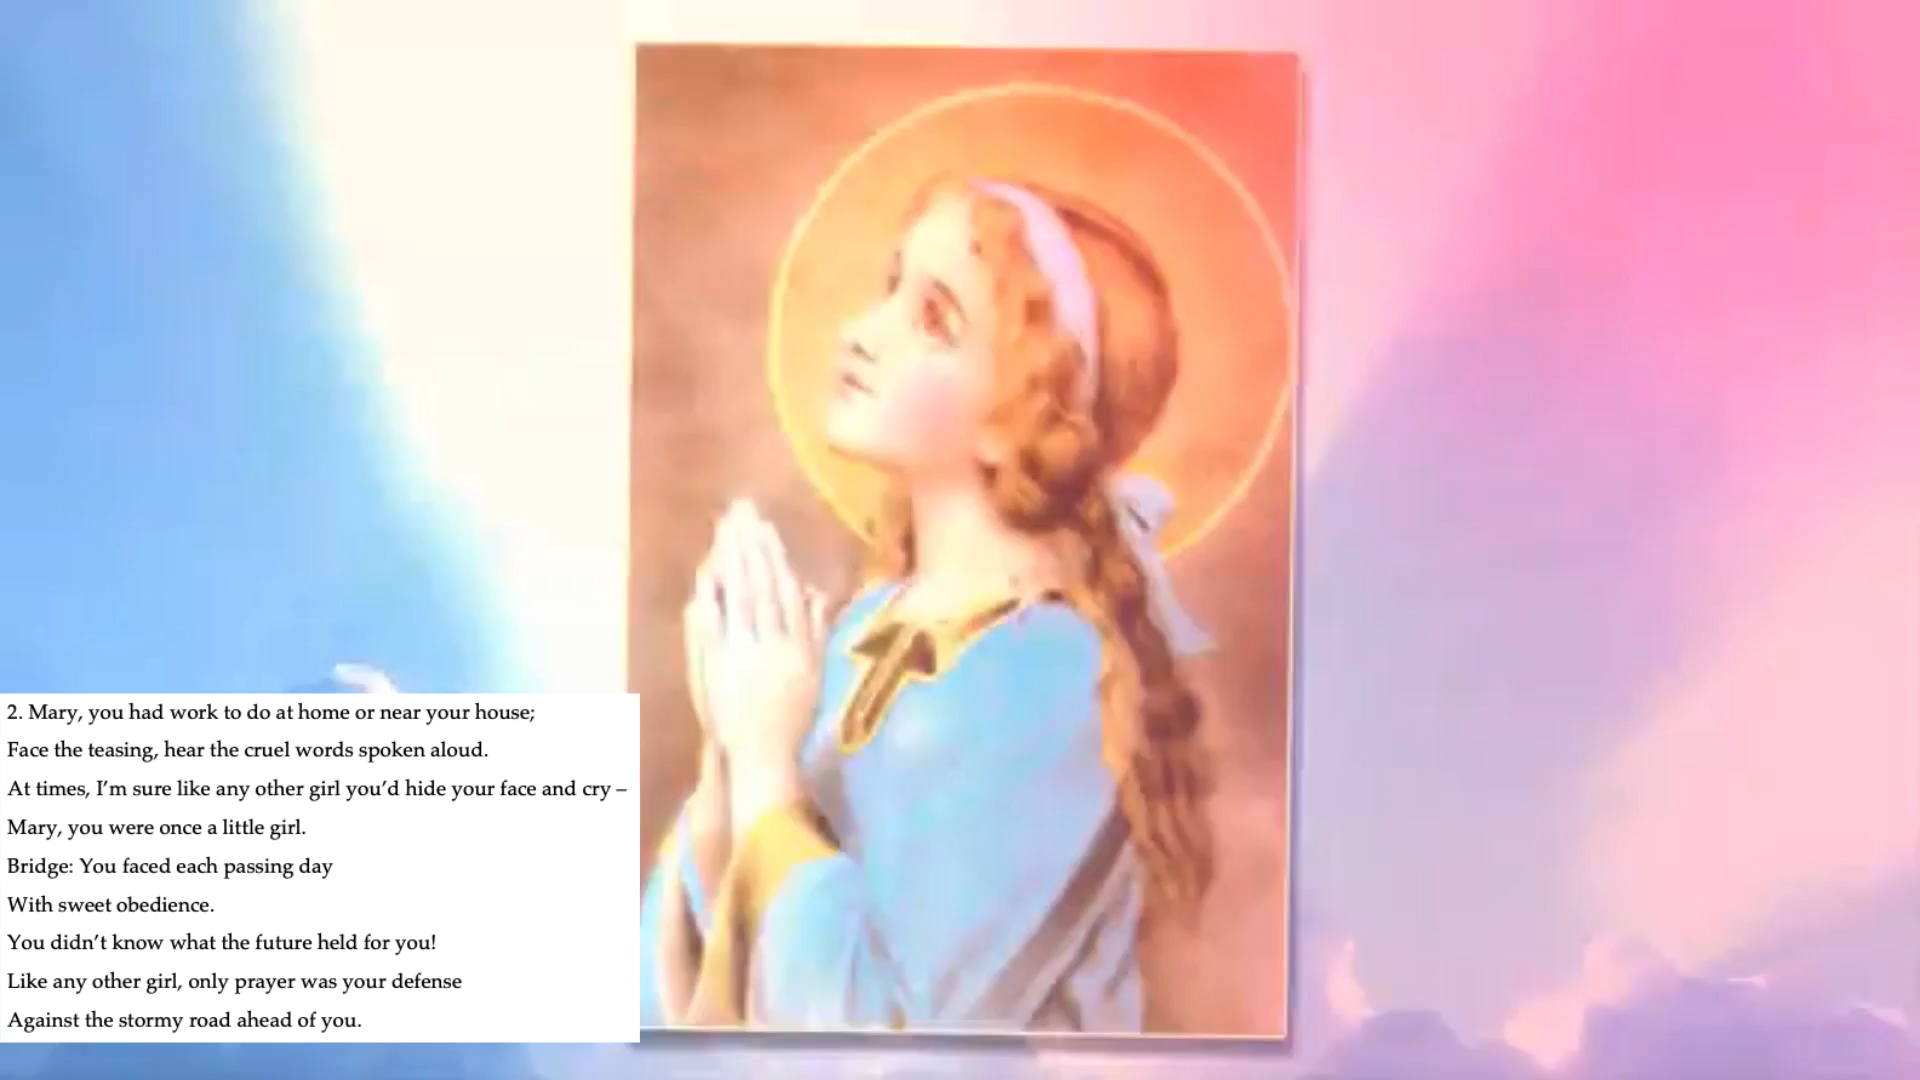 2. Mary, you had work to do at home or near your house;
Face the teasing, hear the cruel words spoken aloud.
At times, I’m sure like any other girl you’d hide your face and cry –
Mary, you were once a little girl.
Bridge: You faced each passing day
With sweet obedience.
You didn’t know what the future held for you!
Like any other girl, only prayer was your defense
Against the stormy road ahead of you.